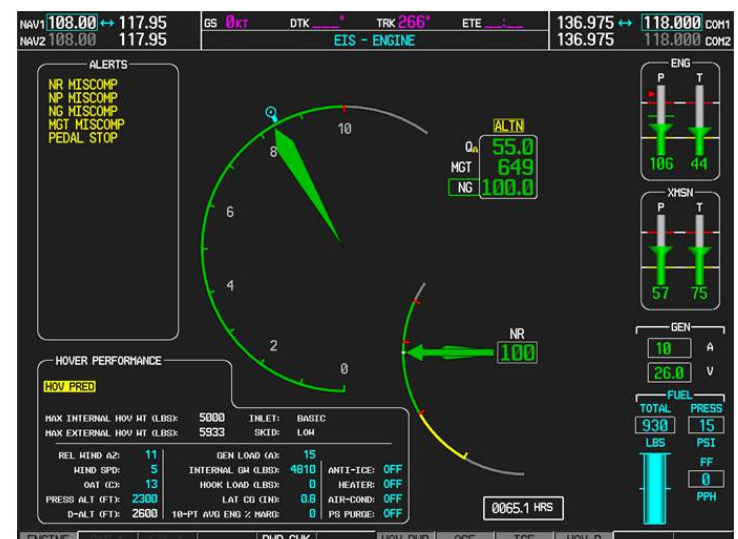 NAV1 108.00 ↔ 117.95
NAV2 108.00 117.95
GS 0KT DTK ___° TRK 266° ETE __:__
EIS - ENGINE
136.975 ↔ 118.000 COM1
136.975 118.000 COM2
ALERTS
NR MISCOMP
NP MISCOMP
NG MISCOMP
MGT MISCOMP
PEDAL STOP
10
8
6
4
2
0
ALTN
QA 55.0
MGT 649
NG 100.0
NR
100
ENG
P T
106 44
XMSN
P T
57 75
GEN
10 A
26.0 V
FUEL
TOTAL PRESS
930 15
LBS PSI
FF
0
PPH
HOVER PERFORMANCE
HOV PRED
MAX INTERNAL HOV WT (LBS): 5000 INLET: BASIC
MAX EXTERNAL HOV WT (LBS): 5933 SKID: LOW
REL WIND AZ: 11 GEN LOAD (A): 15
WIND SPD: 5 INTERNAL GW (LBS): 4810 ANTI-ICE: OFF
OAT (C): 13 HOOK LOAD (LBS): 0 HEATER: OFF
PRESS ALT (FT): 2300 LAT CG (IN): 0.8 AIR-COND: OFF
D-ALT (FT): 2600 10-PT AVG ENG % MARG: 0 PS PURGE: OFF
0065.1 HRS